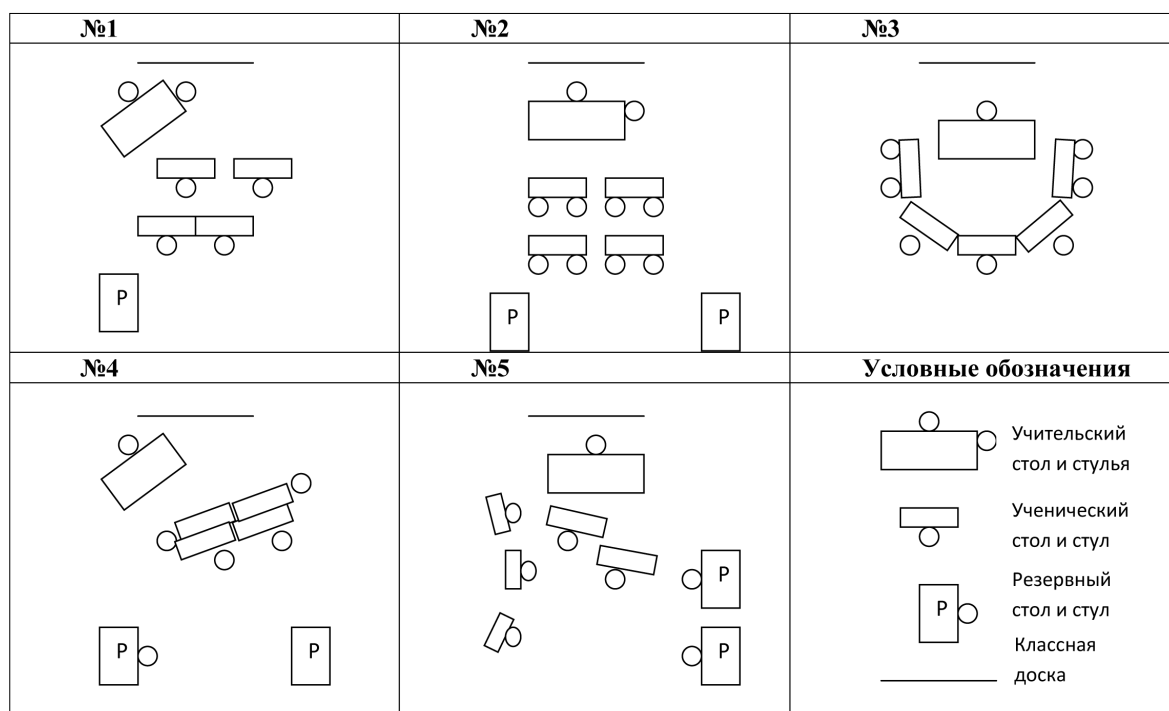 №1
№2
№3
Р
Р
Р
№4
№5
Условные обозначения
Учительский
стол и стулья
Ученический
стол и стул
Резервный
стол и стул
Классная
доска
Р
Р
Р
Р
Р